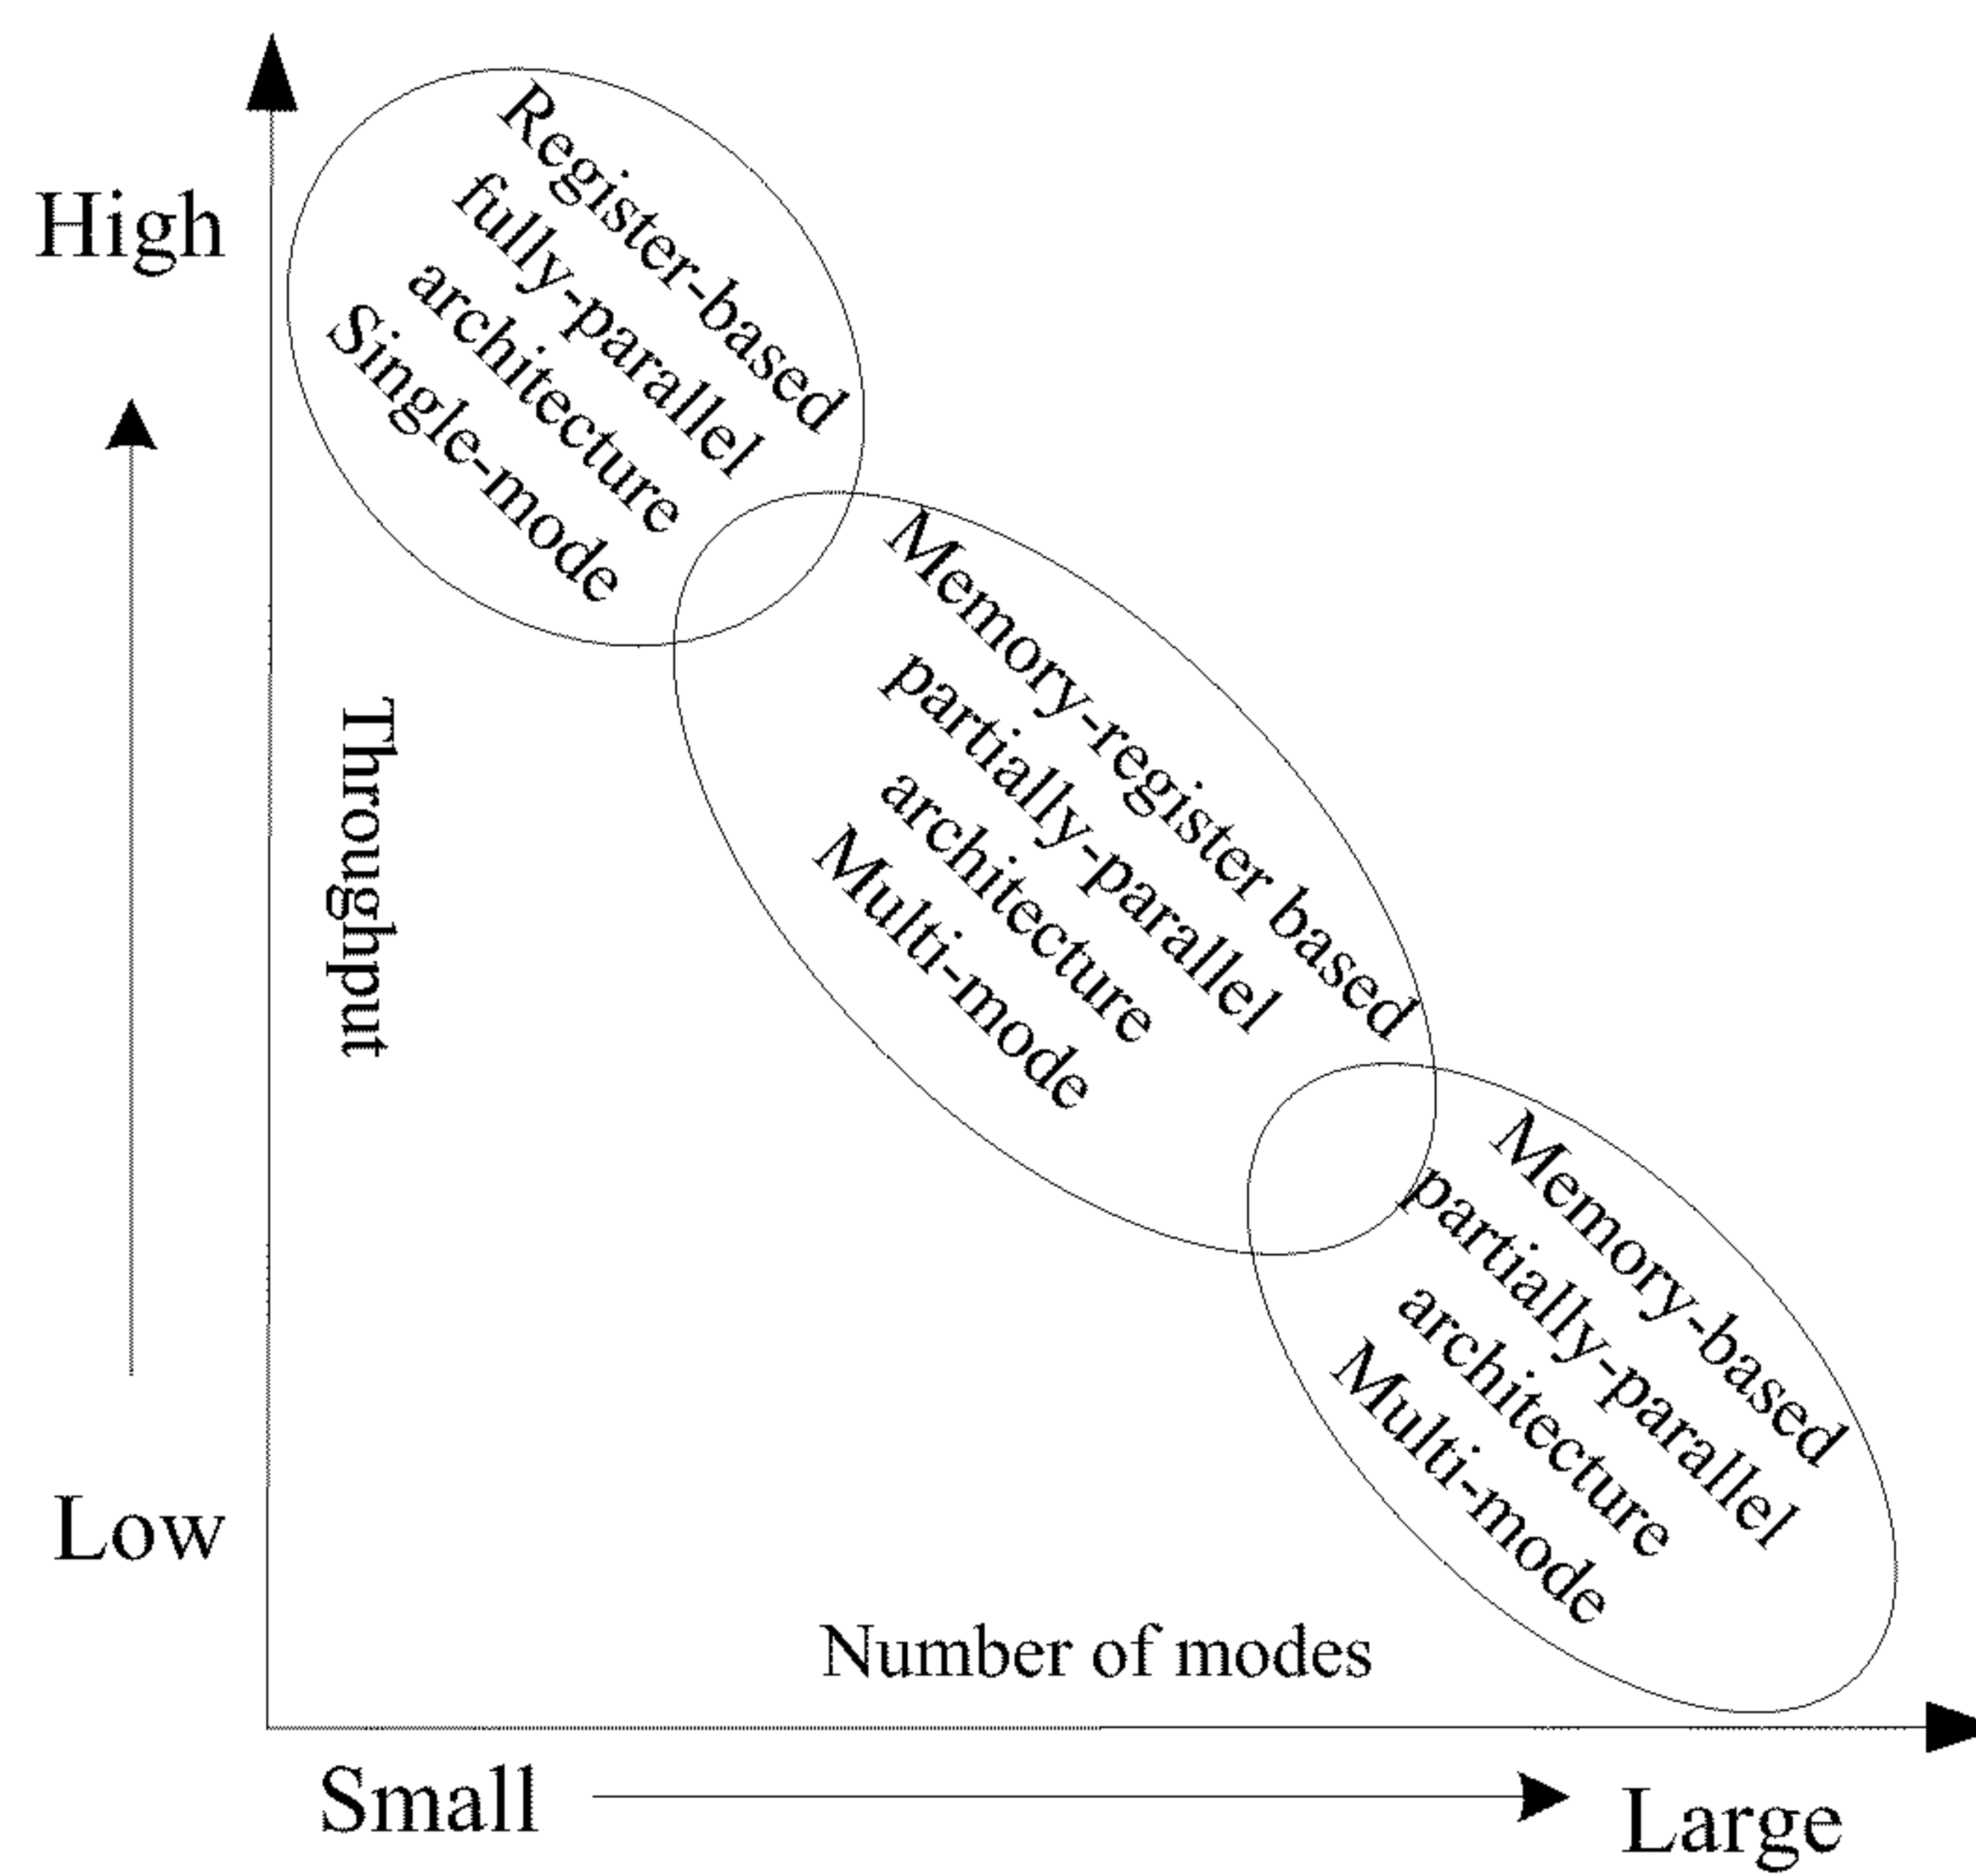 High
Register-based
fully-parallel
architecture
Single-mode
Throughput
Memory-register based
partially-parallel
architecture
Multi-mode
Memory-based
partially-parallel
architecture
Multi-mode
Low
Number of modes
Small
Large